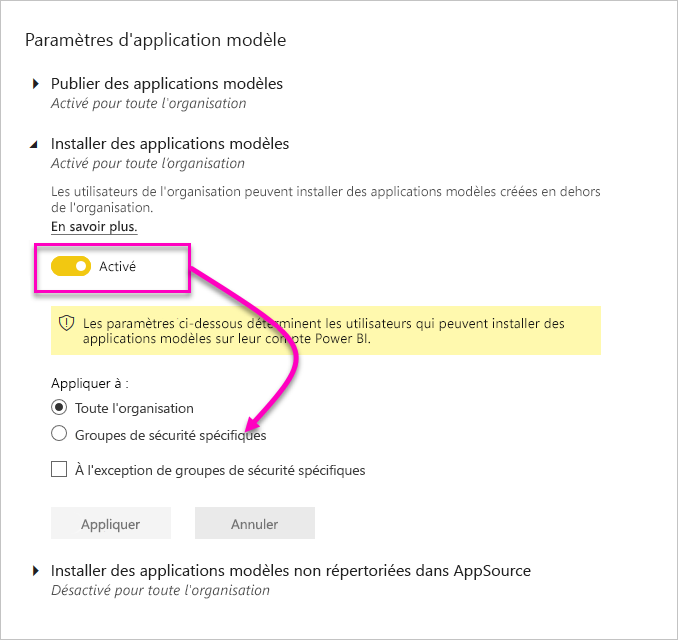 Paramètres d'application modèle
Publier des applications modèles
Activé pour toute l'organisation
Installer des applications modèles
Activé pour toute l'organisation
Les utilisateurs de l'organisation peuvent installer des applications modèles créées en dehors
de l'organisation.
En savoir plus.
Activé
Les paramètres ci-dessous déterminent les utilisateurs qui peuvent installer des
applications modèles sur leur compte Power BI.
Appliquer à :
Toute l'organisation
Groupes de sécurité spécifiques
À l'exception de groupes de sécurité spécifiques
Appliquer
Annuler
Installer des applications modèles non répertoriées dans AppSource
Désactivé pour toute l'organisation